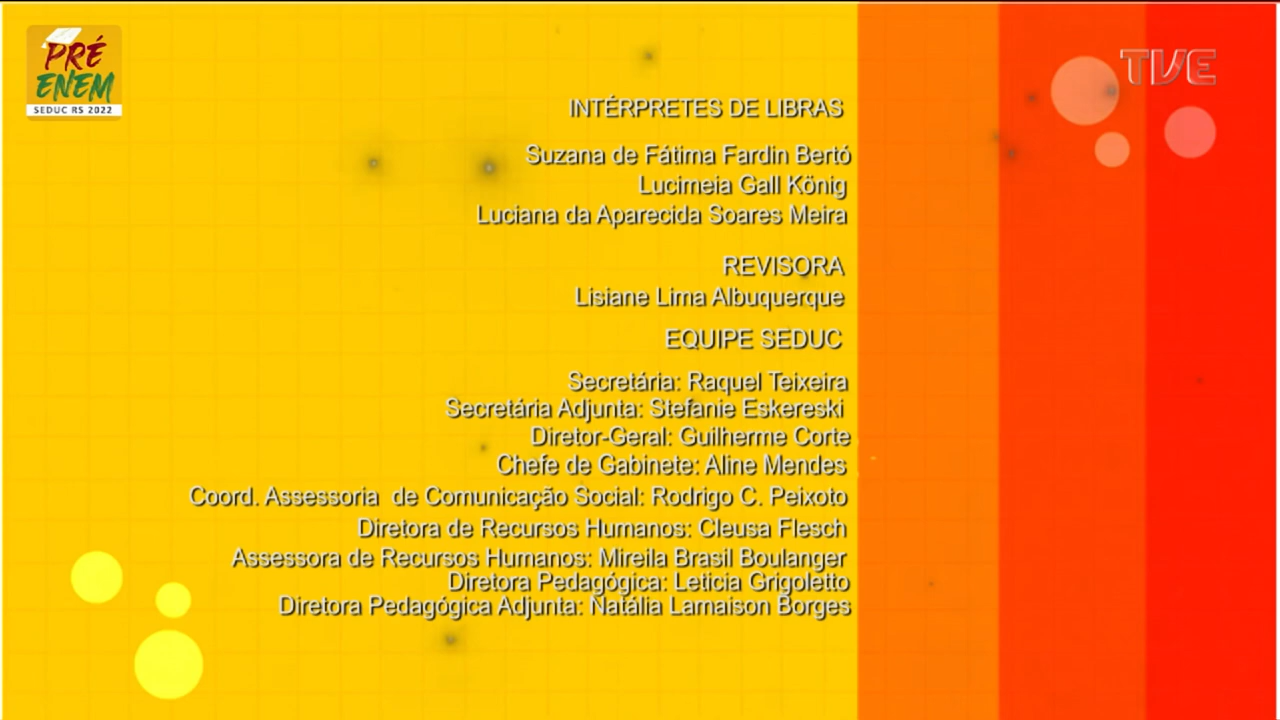 PRÉ
ENEM
SEDUC RS 2022
TVE
INTÉRPRETES DE LIBRAS
Suzana de Fátima Fardin Bertó
Lucimeia Gall König
Luciana da Aparecida Soares Meira
REVISORA
Lisiane Lima Albuquerque
EQUIPE SEDUC
Secretária: Raquel Teixeira
Secretária Adjunta: Stefanie Eskereski
Diretor-Geral: Guilherme Corte
Chefe de Gabinete: Aline Mendes
Coord. Assessoria de Comunicação Social: Rodrigo C. Peixoto
Diretora de Recursos Humanos: Cleusa Flesch
Assessora de Recursos Humanos: Mireila Brasil Boulanger
Diretora Pedagógica: Leticia Grigoletto
Diretora Pedagógica Adjunta: Natália Lamaison Borges